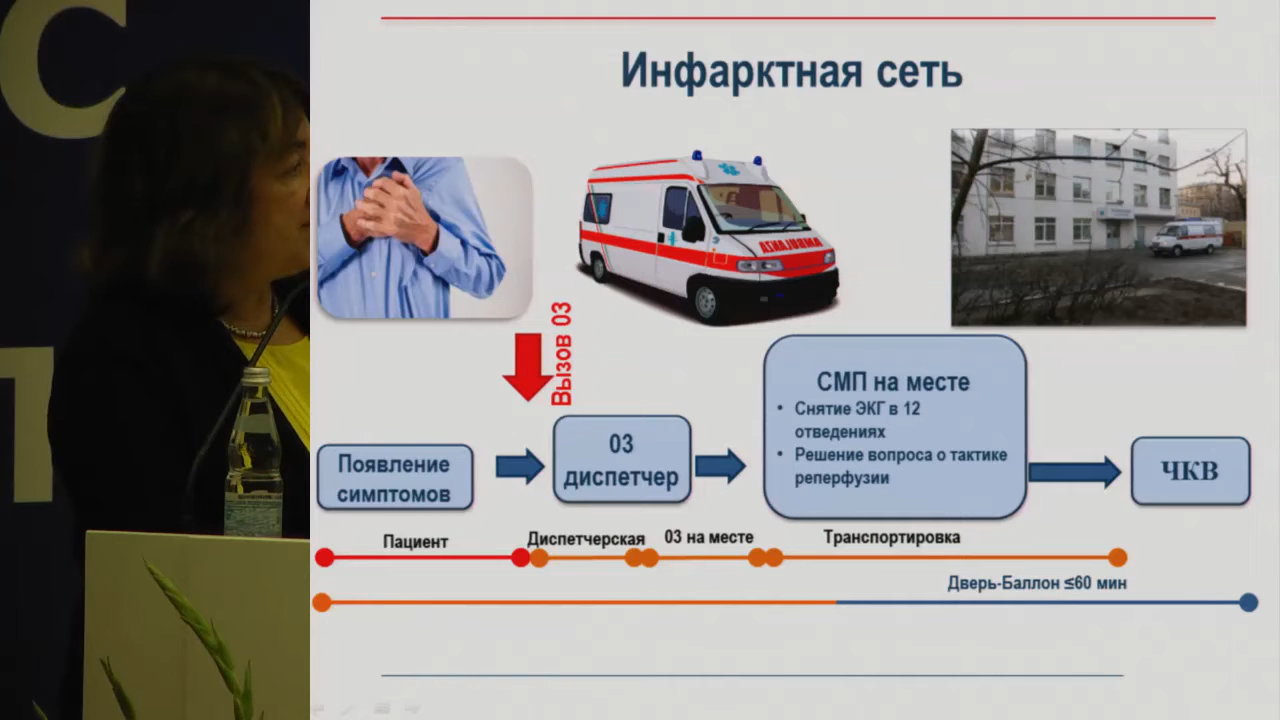 С
Инфарктная сеть
Вызов 03
Появление
симптомов
03
диспетчер
СМП на месте
• Снятие ЭКГ в 12
отведениях
• Решение вопроса о тактике
реперфузии
ЧКВ
Пациент
Диспетчерская
03 на месте
Транспортировка
Дверь-Баллон ≤60 мин